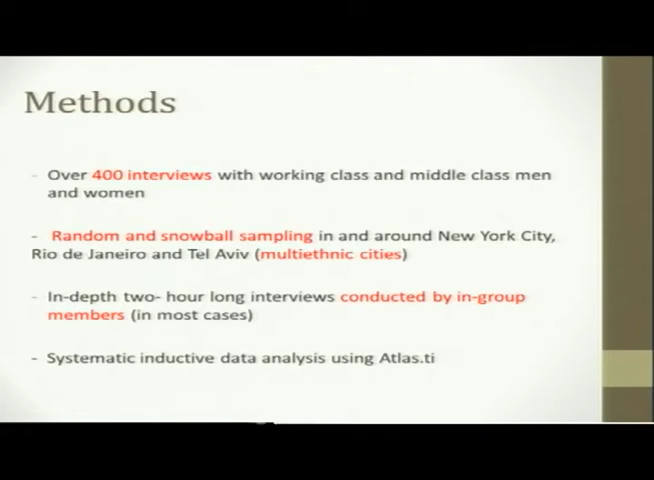 Methods
- Over 400 interviews with working class and middle class men
and women
- Random and snowball sampling in and around New York City,
Rio de Janeiro and Tel Aviv (multiethnic cities)
- In-depth two- hour long interviews conducted by in-group
members (in most cases)
- Systematic inductive data analysis using Atlas.ti